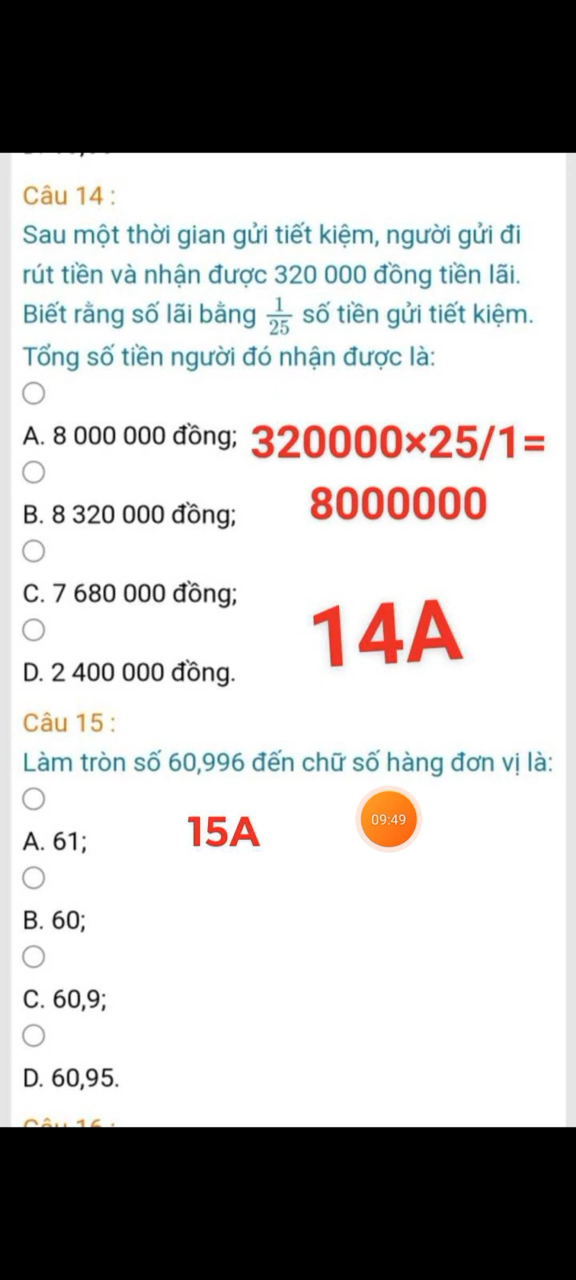 Câu 14 :
Sau một thời gian gửi tiết kiệm, người gửi đi
rút tiền và nhận được 320 000 đồng tiền lãi.
Biết rằng số lãi bằng 1/25 số tiền gửi tiết kiệm.
Tổng số tiền người đó nhận được là:
A. 8 000 000 đồng;
320000×25/1=
8000000
B. 8 320 000 đồng;
C. 7 680 000 đồng;
14A
D. 2 400 000 đồng.
Câu 15 :
Làm tròn số 60,996 đến chữ số hàng đơn vị là:
15A
09:49
A. 61;
B. 60;
C. 60,9;
D. 60,95.
Câu 16 :